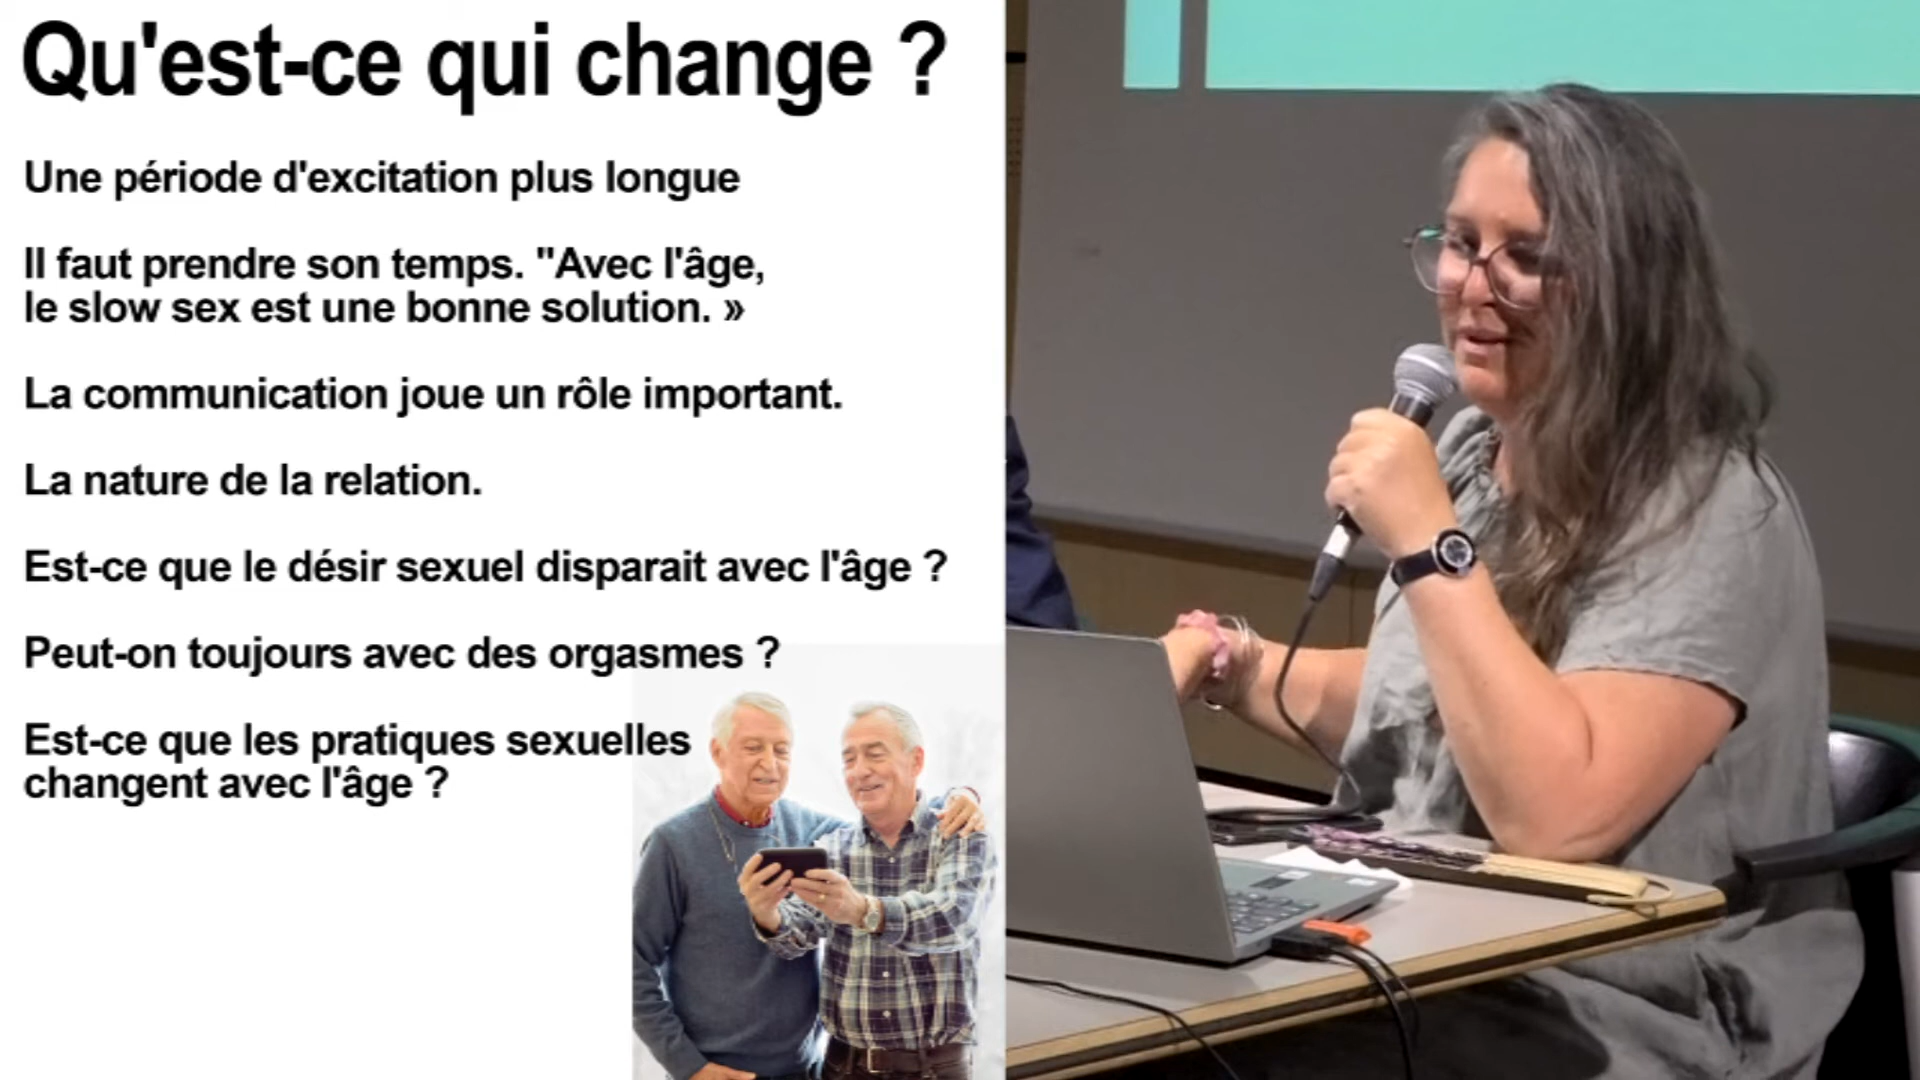 Qu'est-ce qui change ?
Une période d'excitation plus longue
Il faut prendre son temps. "Avec l'âge,
le slow sex est une bonne solution. »
La communication joue un rôle important.
La nature de la relation.
Est-ce que le désir sexuel disparait avec l'âge ?
Peut-on toujours avec des orgasmes ?
Est-ce que les pratiques sexuelles
changent avec l'âge ?